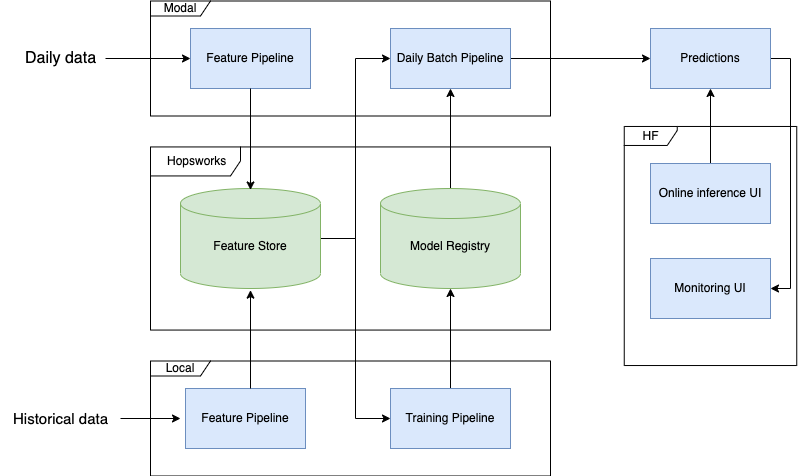 Modal
Daily data
Feature Pipeline
Daily Batch Pipeline
Predictions
HF
Hopsworks
Online inference UI
Feature Store
Model Registry
Monitoring UI
Local
Historical data
Feature Pipeline
Training Pipeline